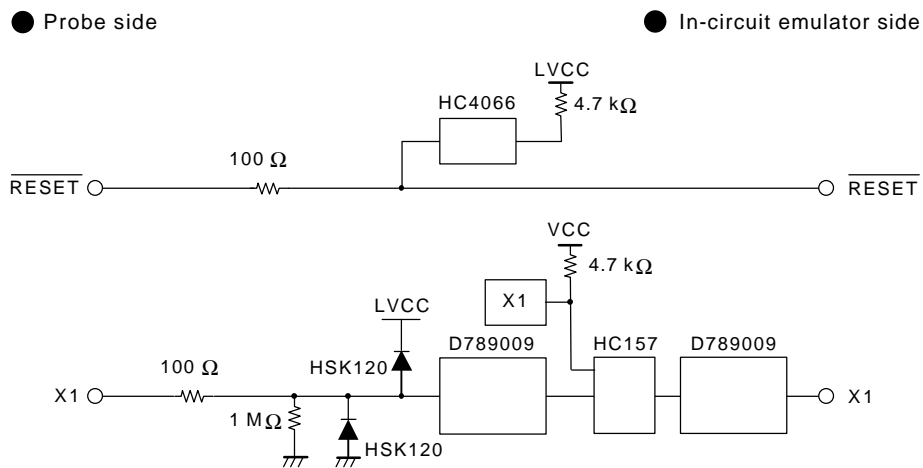 ● Probe side
● In-circuit emulator side
LVCC
HC4066
4.7 kΩ
100 Ω
RESET
RESET
VCC
4.7 kΩ
X1
LVCC
D789009
HC157
D789009
HSK120
100 Ω
X1
X1
1 MΩ
HSK120